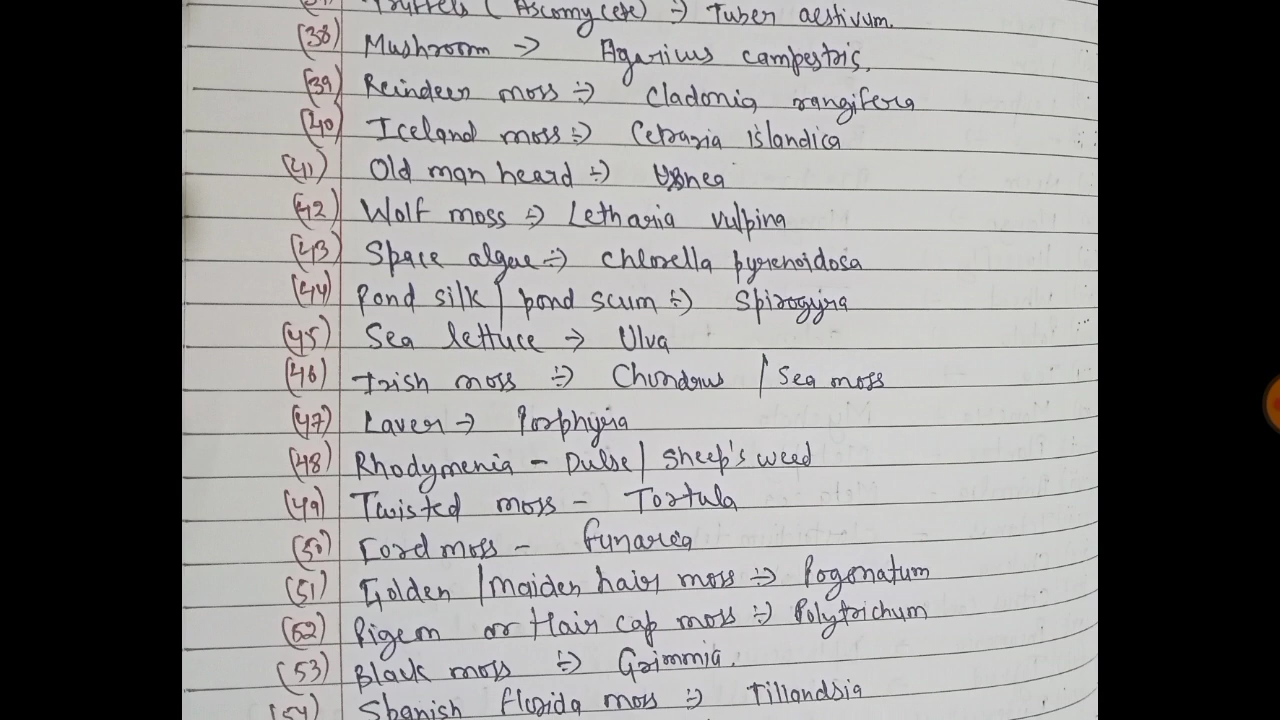 Truffels (Ascomycete) ÷) Tuber aestivum.
(38) Mushroom -> Agarius campestris.
(39) Reindeer moss ÷) Cladonia rangifera
(40) Iceland moss ÷) Cetraria islandica
(41) Old man heard ÷) Usnea
(42) Wolf moss ÷) Letharia vulpina
(43) Space algae ÷) Chlorella pyrenoidosa
(44) Pond silk / pond scum ÷) Spirogyra
(45) Sea lettuce -> Ulva
(46) Irish moss ÷) Chondrus / Sea moss
(47) Laver -> Porphyra
(48) Rhodymenia - Dulse / Sheep's weed
(49) Twisted moss - Tortula
(50) Cord moss - Funaria
(51) Golden / Maiden hair moss ÷) Pogonatum
(52) Pigeon or Hair cap moss ÷) Polytrichum
(53) Black moss ÷) Grimmia.
(54) Spanish florida moss ÷) Tillandsia